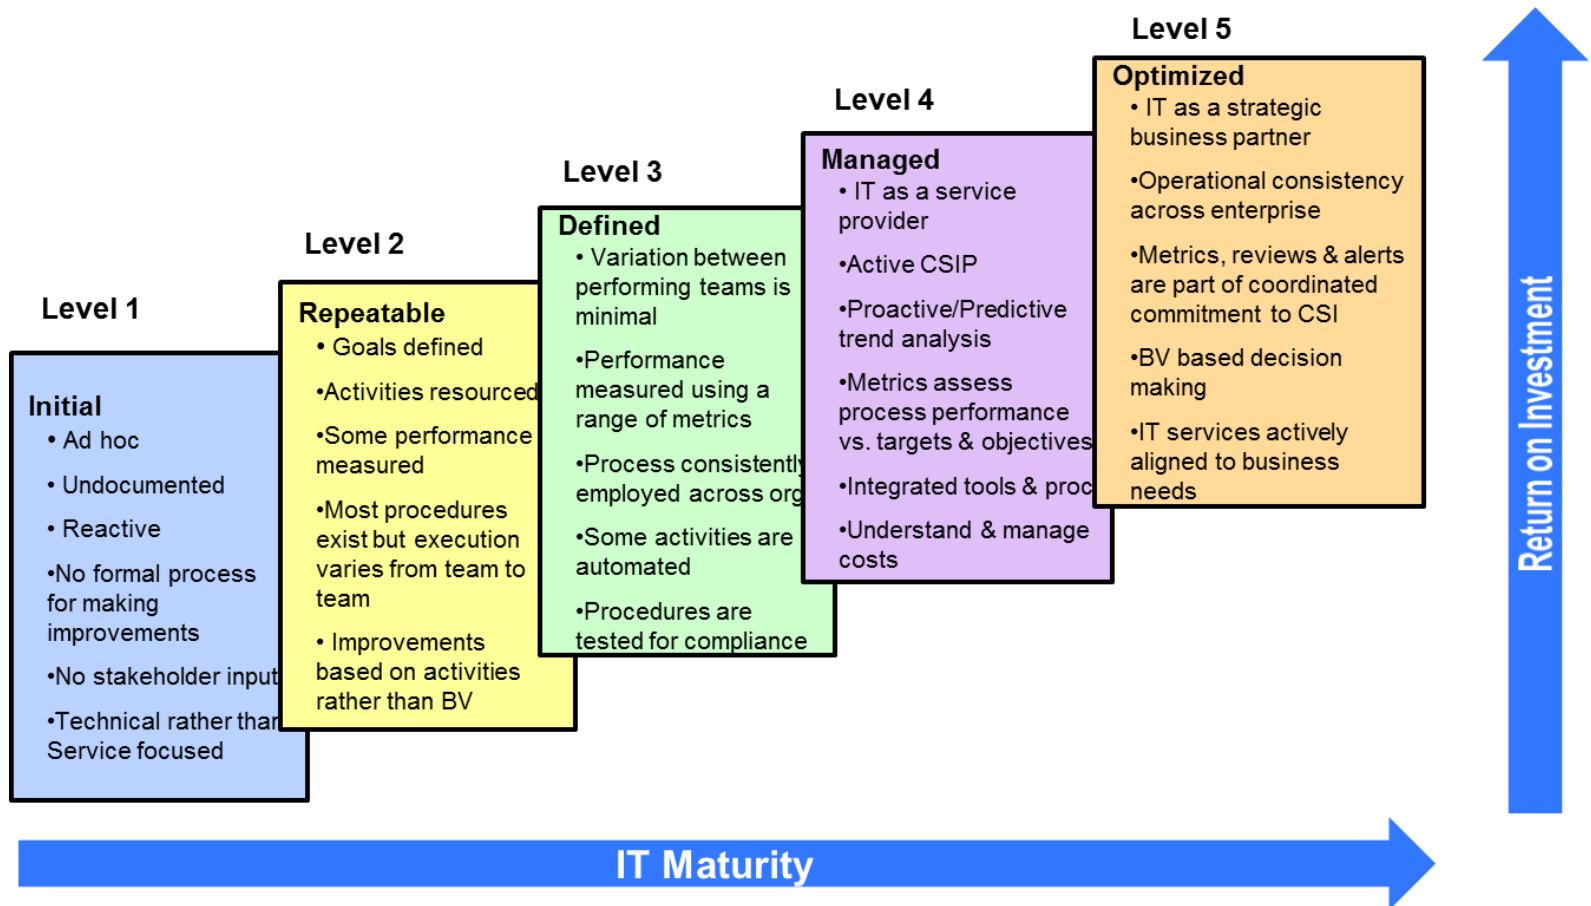 Level 1
Initial
• Ad hoc
• Undocumented
• Reactive
•No formal process
for making
improvements
•No stakeholder input
•Technical rather than
Service focused
Level 2
Repeatable
• Goals defined
•Activities resourced
•Some performance
measured
•Most procedures
exist but execution
varies from team to
team
• Improvements
based on activities
rather than BV
Level 3
Defined
• Variation between
performing teams is
minimal
•Performance
measured using a
range of metrics
•Process consistently
employed across org
•Some activities are
automated
•Procedures are
tested for compliance
Level 4
Managed
• IT as a service
provider
•Active CSIP
•Proactive/Predictive
trend analysis
•Metrics assess
process performance
vs. targets & objectives
•Integrated tools & proc
•Understand & manage
costs
Level 5
Optimized
• IT as a strategic
business partner
•Operational consistency
across enterprise
•Metrics, reviews & alerts
are part of coordinated
commitment to CSI
•BV based decision
making
•IT services actively
aligned to business
needs
Return on Investment
IT Maturity